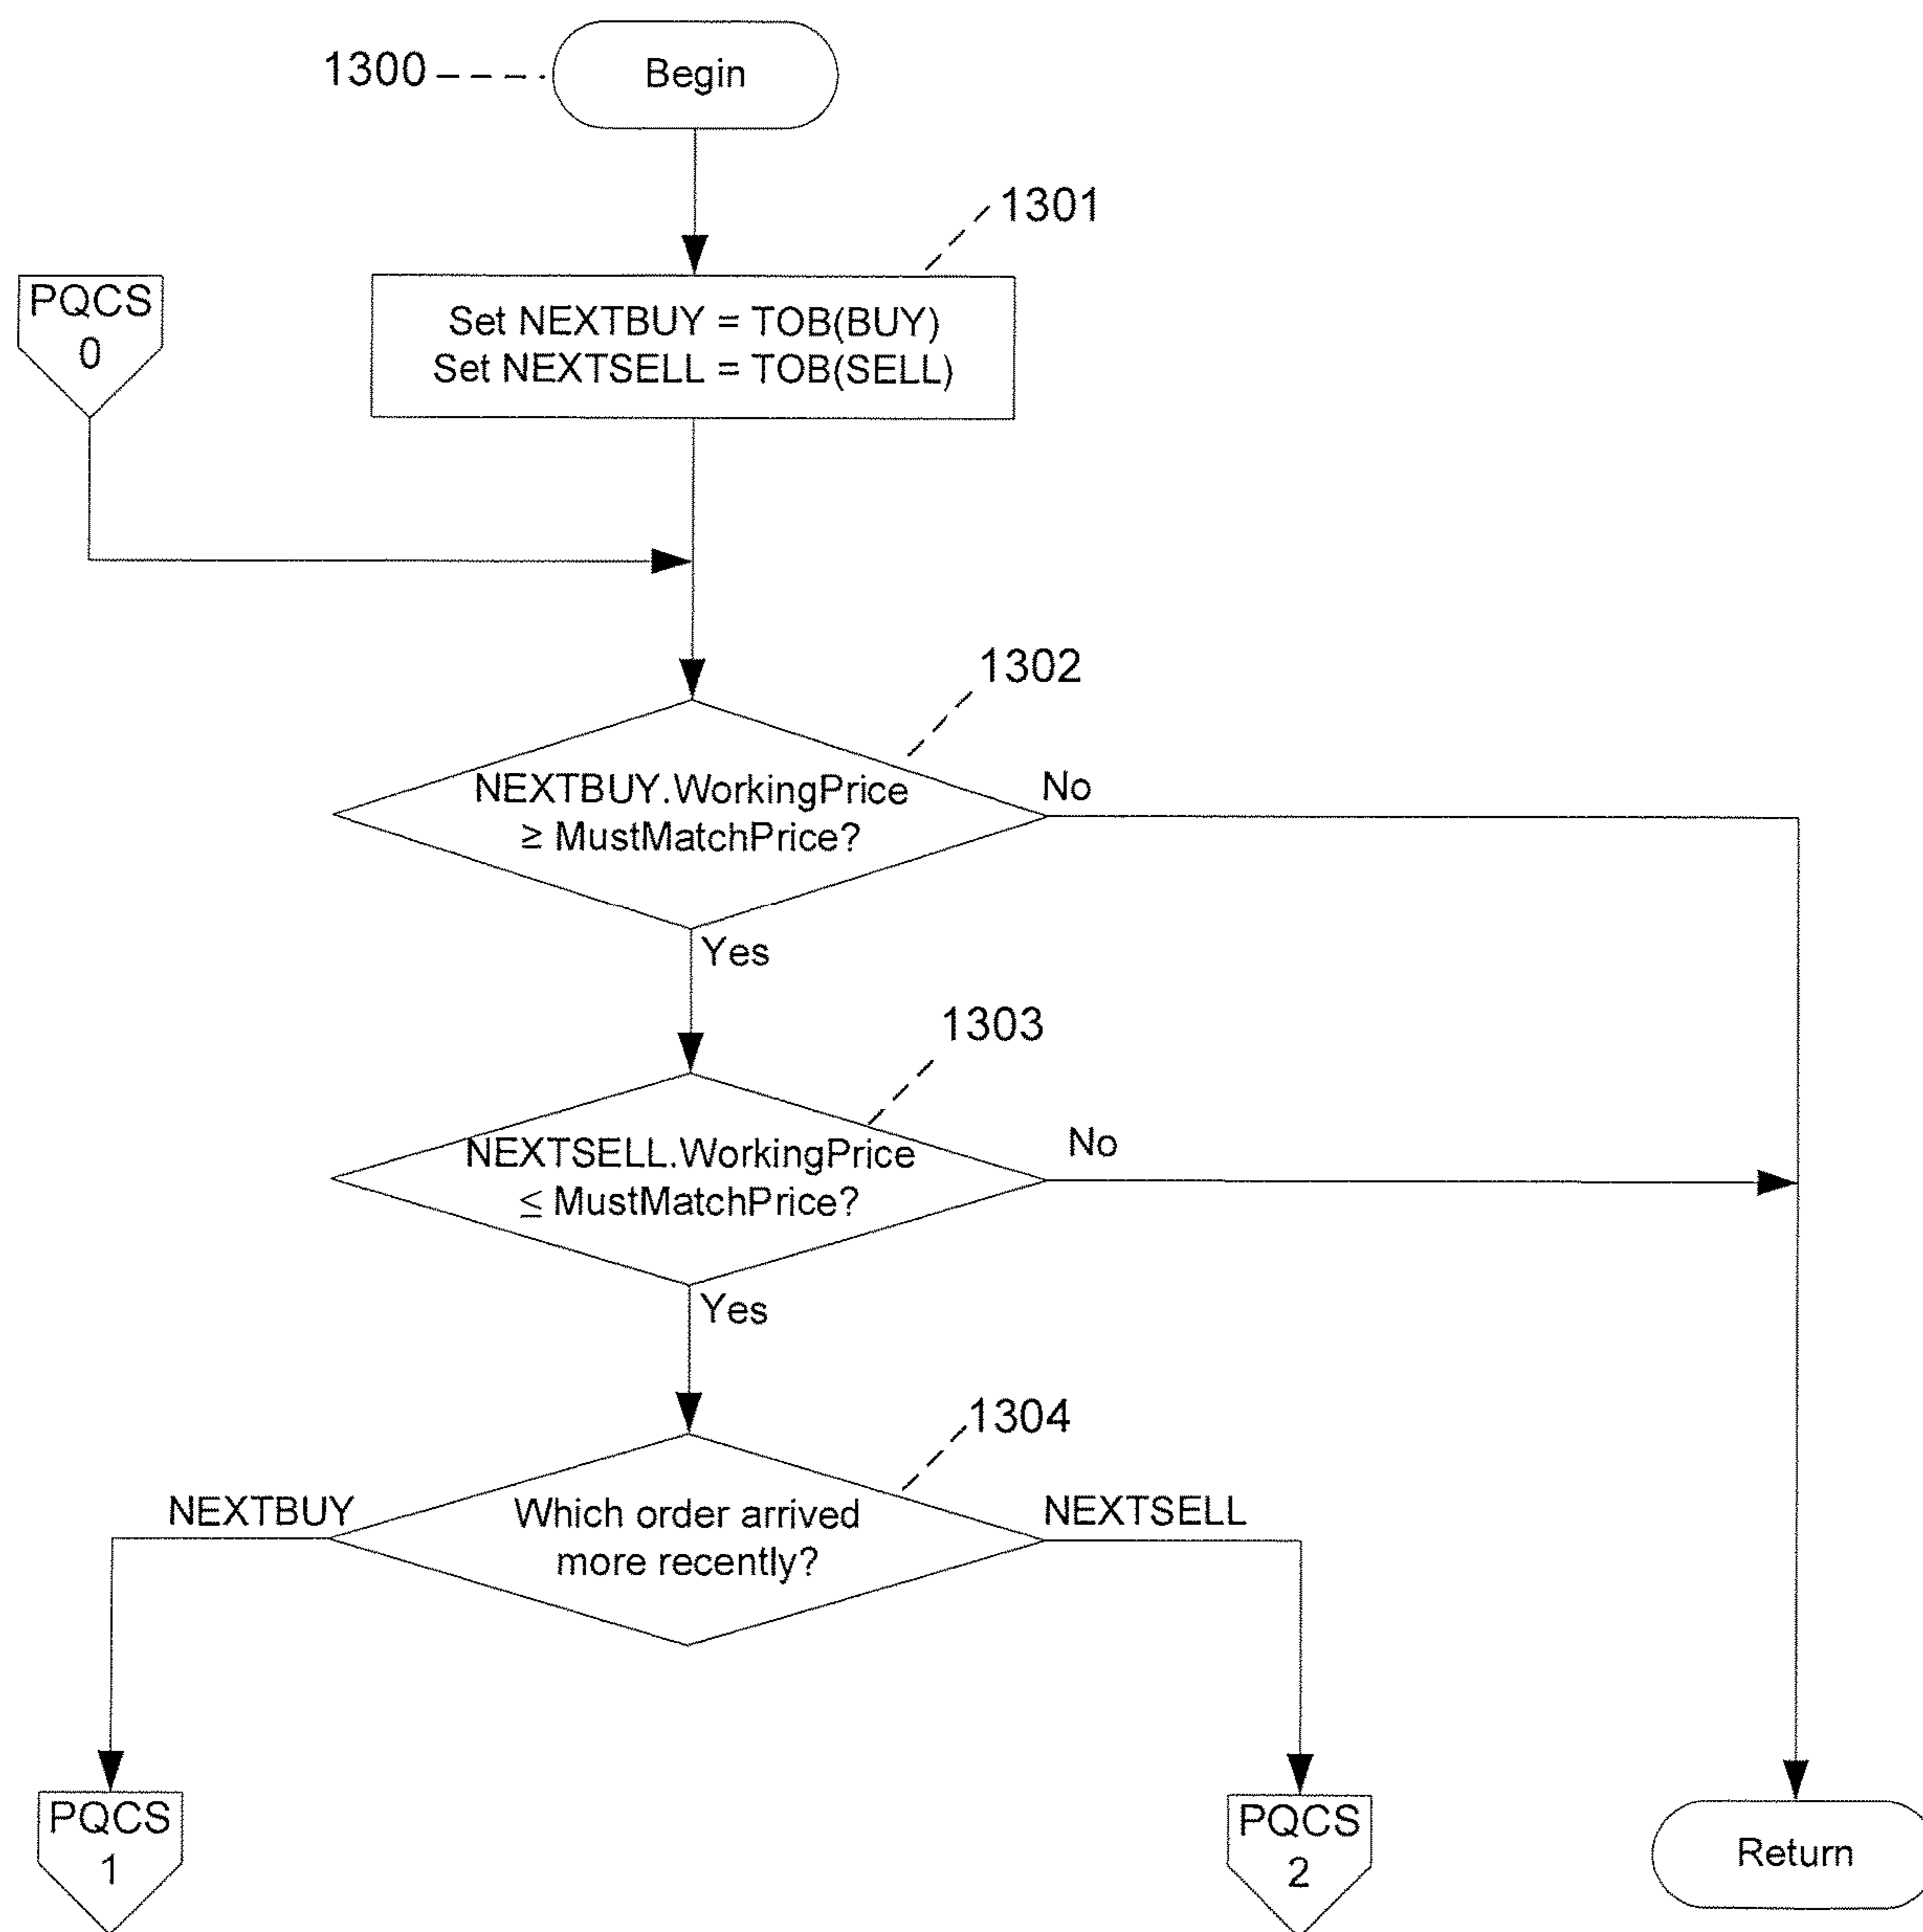 1300
Begin
1301
PQCS
0
Set NEXTBUY = TOB(BUY)
Set NEXTSELL = TOB(SELL)
1302
NEXTBUY.WorkingPrice
≥ MustMatchPrice?
No
Yes
1303
NEXTSELL.WorkingPrice
≤ MustMatchPrice?
No
Yes
1304
NEXTBUY
Which order arrived
more recently?
NEXTSELL
PQCS
1
PQCS
2
Return